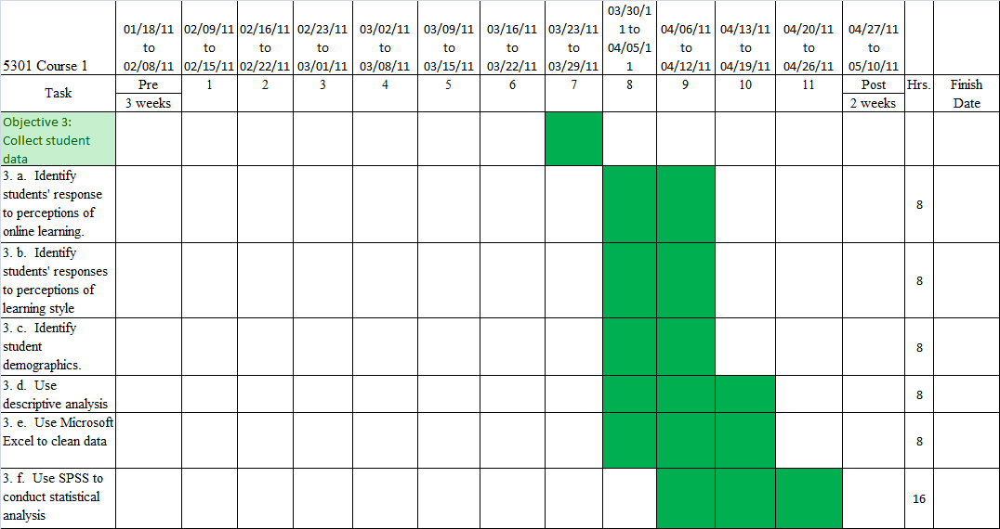 5301 Course 1
01/18/11 to 02/08/11
02/09/11 to 02/15/11
02/16/11 to 02/22/11
02/23/11 to 03/01/11
03/02/11 to 03/08/11
03/09/11 to 03/15/11
03/16/11 to 03/22/11
03/23/11 to 03/29/11
03/30/11 to 04/05/11
04/06/11 to 04/12/11
04/13/11 to 04/19/11
04/20/11 to 04/26/11
04/27/11 to 05/10/11
Task
Pre
3 weeks
1
2
3
4
5
6
7
8
9
10
11
Post
2 weeks
Hrs.
Finish
Date
Objective 3:
Collect student
data
3. a. Identify
students' response
to perceptions of
online learning.
8
3. b. Identify
students' responses
to perceptions of
learning style
8
3. c. Identify
student
demographics.
8
3. d. Use
descriptive analysis
8
3. e. Use Microsoft
Excel to clean data
8
3. f. Use SPSS to
conduct statistical
analysis
16